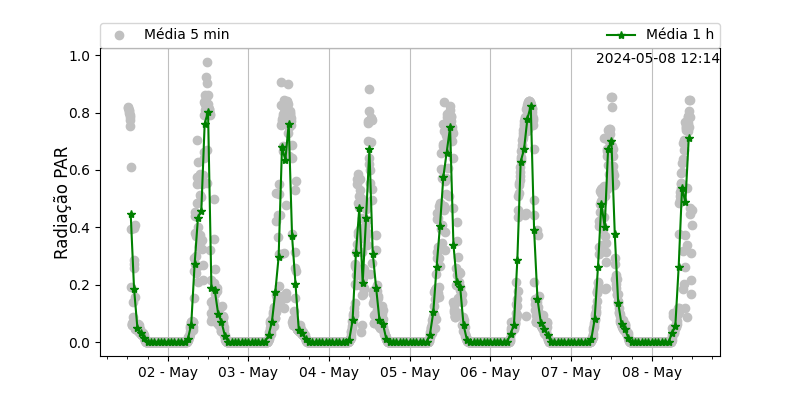 Média 5 min
Média 1 h
2024-05-08 12:14
Radiação PAR
1.0
0.8
0.6
0.4
0.2
0.0
02 - May
03 - May
04 - May
05 - May
06 - May
07 - May
08 - May